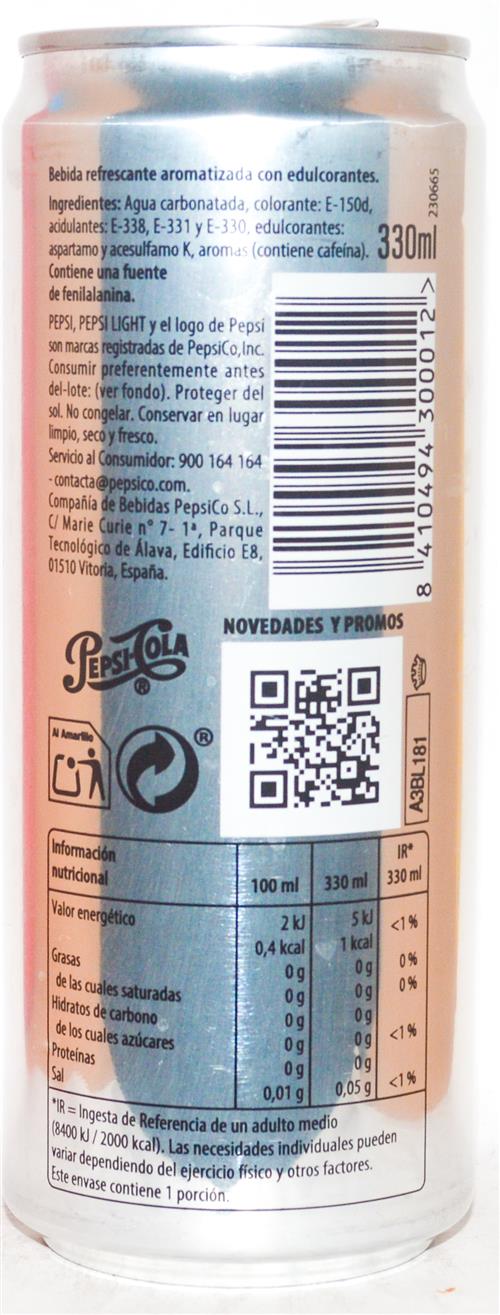 Bebida refrescante aromatizada con edulcorantes.
Ingredientes: Agua carbonatada, colorante: E-150d,
acidulantes: E-338, E-331 y E-330, edulcorantes:
aspartamo y acesulfamo K, aromas (contiene cafeína).
Contiene una fuente
de fenilalanina.
330ml
230665
PEPSI, PEPSI LIGHT y el logo de Pepsi
son marcas registradas de PepsiCo, Inc.
Consumir preferentemente antes
del-lote: (ver fondo). Proteger del
sol. No congelar. Conservar en lugar
limpio, seco y fresco.
Servicio al Consumidor: 900 164 164
- contacta@pepsico.com.
Compañía de Bebidas PepsiCo S.L.,
C/ Marie Curie n° 7- 1ª, Parque
Tecnológico de Álava, Edificio E8,
01510 Vitoria, España.
8 410494 300012 >
NOVEDADES Y PROMOS
PEPSI-COLA ®
Al Amarillo
®
A3BL181
Información
nutricional
100 ml 330 ml IR* 330 ml
Valor energético 2 kJ 5 kJ <1%
0,4 kcal 1 kcal
Grasas 0 g 0 g 0%
de las cuales saturadas 0 g 0 g 0%
Hidratos de carbono 0 g 0 g
de los cuales azúcares 0 g 0 g <1%
Proteínas 0 g 0 g
Sal 0,01 g 0,05 g <1%
*IR = Ingesta de Referencia de un adulto medio
(8400 kJ / 2000 kcal). Las necesidades individuales pueden
variar dependiendo del ejercicio físico y otros factores.
Este envase contiene 1 porción.